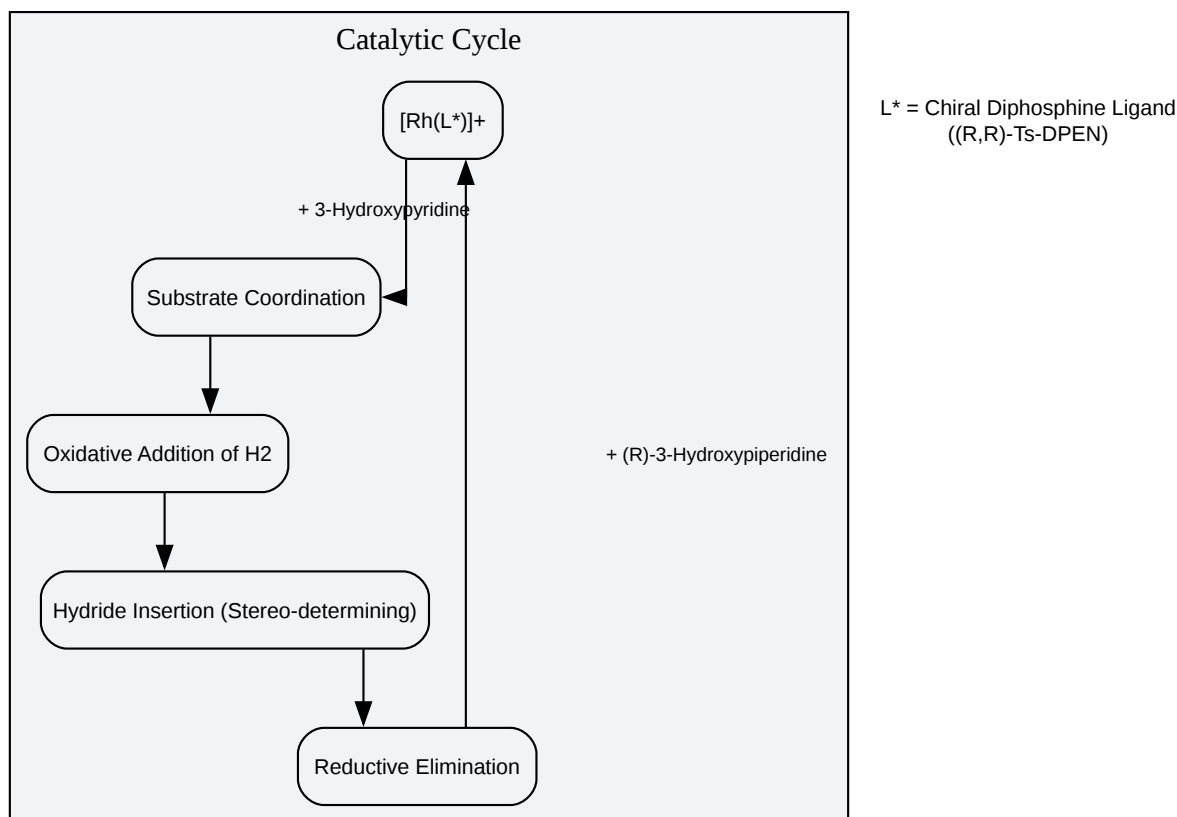 Catalytic Cycle
[Rh(L*)]+
L* = Chiral Diphosphine Ligand
((R,R)-Ts-DPEN)
+ 3-Hydroxypyridine
Substrate Coordination
Oxidative Addition of H2
+ (R)-3-Hydroxypiperidine
Hydride Insertion (Stereo-determining)
Reductive Elimination